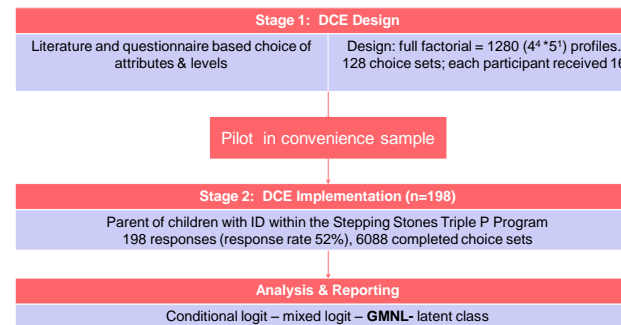 Stage 1: DCE Design
Literature and questionnaire based choice of
attributes & levels
Design: full factorial = 1280 (4⁴ *5¹) profiles.
128 choice sets; each participant received 16
Pilot in convenience sample
Stage 2: DCE Implementation (n=198)
Parent of children with ID within the Stepping Stones Triple P Program
198 responses (response rate 52%), 6088 completed choice sets
Analysis & Reporting
Conditional logit – mixed logit – GMNL- latent class